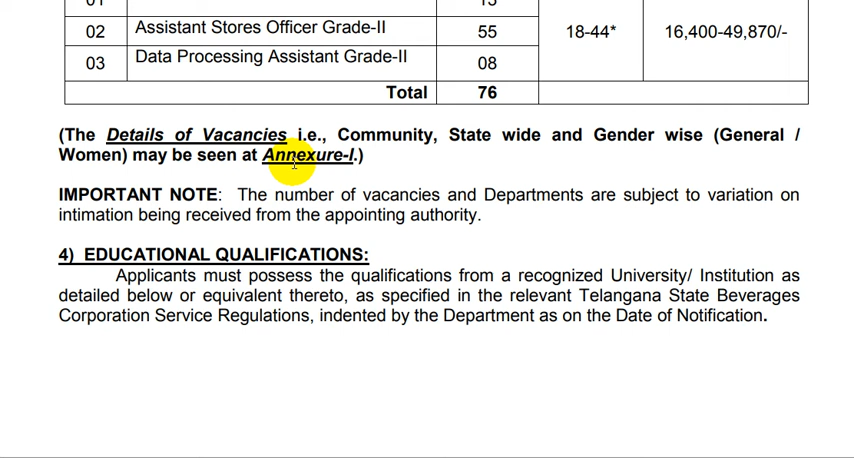 01 13
02 Assistant Stores Officer Grade-II 55 18-44* 16,400-49,870/-
03 Data Processing Assistant Grade-II 08
Total 76
(The Details of Vacancies i.e., Community, State wide and Gender wise (General /
Women) may be seen at Annexure-I.)
IMPORTANT NOTE: The number of vacancies and Departments are subject to variation on
intimation being received from the appointing authority.
4) EDUCATIONAL QUALIFICATIONS:
Applicants must possess the qualifications from a recognized University/ Institution as
detailed below or equivalent thereto, as specified in the relevant Telangana State Beverages
Corporation Service Regulations, indented by the Department as on the Date of Notification.